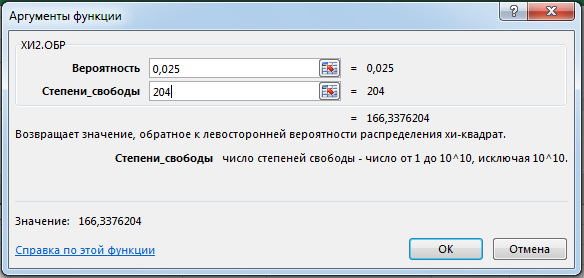 Аргументы функции
ХИ2.ОБР
Вероятность 0,025 = 0,025
Степени_свободы 204 = 204
= 166,3376204
Возвращает значение, обратное к левосторонней вероятности распределения хи-квадрат.
Степени_свободы число степеней свободы - число от 1 до 10^10, исключая 10^10.
Значение: 166,3376204
Справка по этой функции
ОК
Отмена